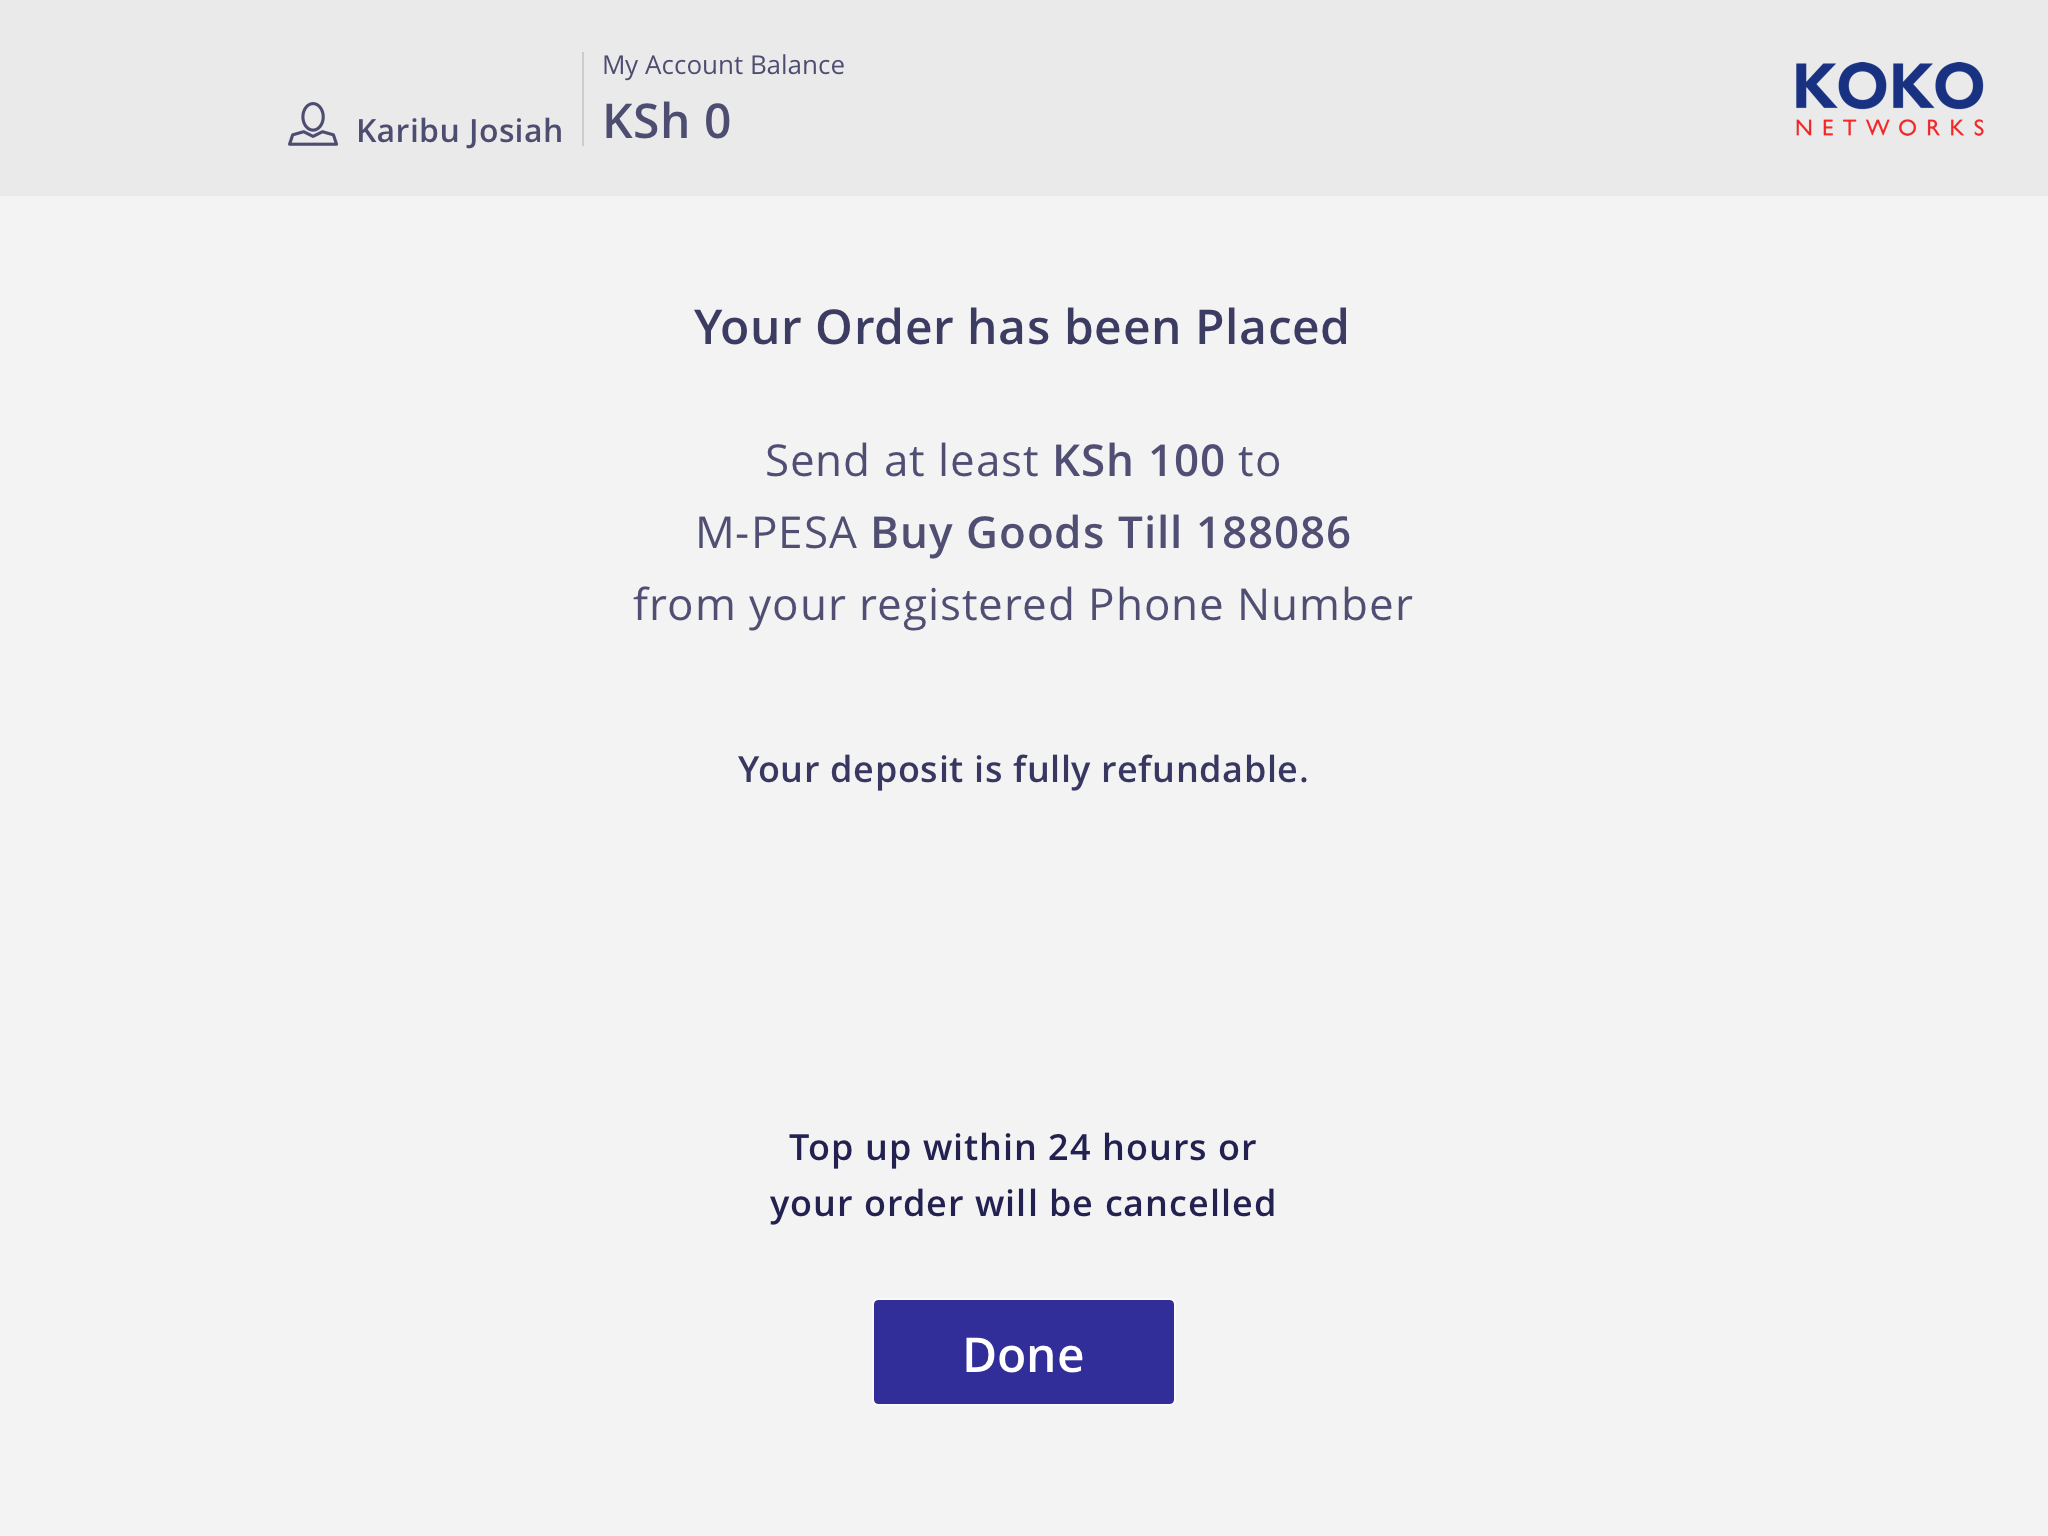 Karibu Josiah
My Account Balance
KSh 0
KOKO
NETWORKS
Your Order has been Placed
Send at least KSh 100 to
M-PESA Buy Goods Till 188086
from your registered Phone Number
Your deposit is fully refundable.
Top up within 24 hours or
your order will be cancelled
Done